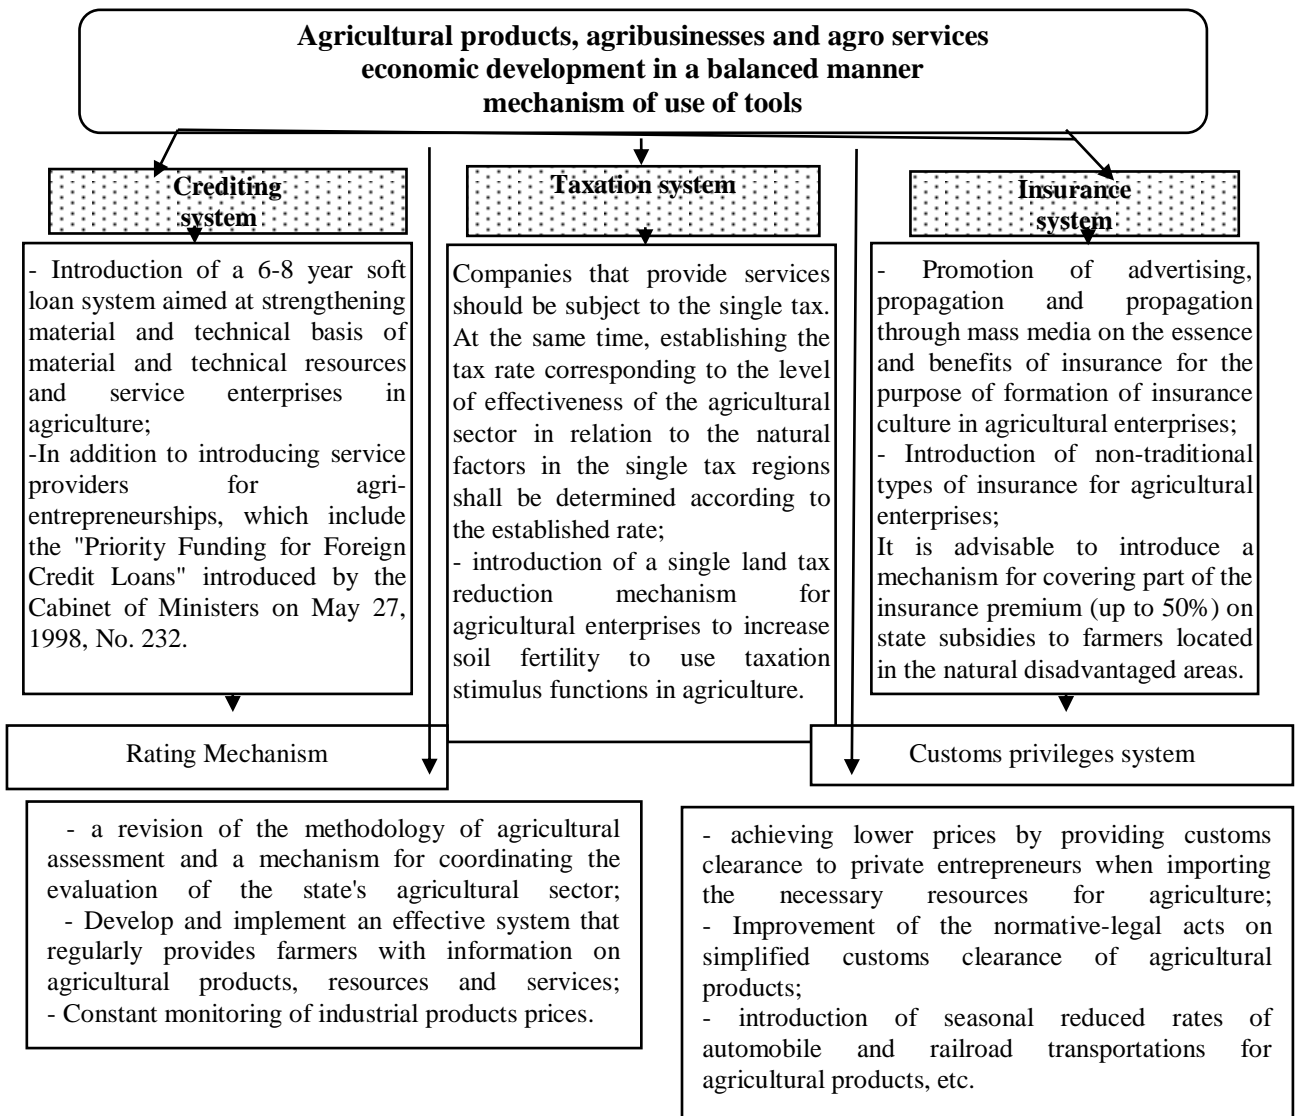 Agricultural products, agribusinesses and agro services
economic development in a balanced manner
mechanism of use of tools
Crediting
system
Taxation system
Insurance
system
- Introduction of a 6-8 year soft
loan system aimed at strengthening
material and technical basis of
material and technical resources
and service enterprises in
agriculture;
-In addition to introducing service
providers for agri-
entrepreneurships, which include
the "Priority Funding for Foreign
Credit Loans" introduced by the
Cabinet of Ministers on May 27,
1998, No. 232.
Companies that provide services
should be subject to the single tax.
At the same time, establishing the
tax rate corresponding to the level
of effectiveness of the agricultural
sector in relation to the natural
factors in the single tax regions
shall be determined according to
the established rate;
- introduction of a single land tax
reduction mechanism for
agricultural enterprises to increase
soil fertility to use taxation
stimulus functions in agriculture.
- Promotion of advertising,
propagation and propagation
through mass media on the essence
and benefits of insurance for the
purpose of formation of insurance
culture in agricultural enterprises;
- Introduction of non-traditional
types of insurance for agricultural
enterprises;
It is advisable to introduce a
mechanism for covering part of the
insurance premium (up to 50%) on
state subsidies to farmers located
in the natural disadvantaged areas.
Rating Mechanism
Customs privileges system
- a revision of the methodology of agricultural
assessment and a mechanism for coordinating the
evaluation of the state's agricultural sector;
- Develop and implement an effective system that
regularly provides farmers with information on
agricultural products, resources and services;
- Constant monitoring of industrial products prices.
- achieving lower prices by providing customs
clearance to private entrepreneurs when importing
the necessary resources for agriculture;
- Improvement of the normative-legal acts on
simplified customs clearance of agricultural
products;
- introduction of seasonal reduced rates of
automobile and railroad transportations for
agricultural products, etc.